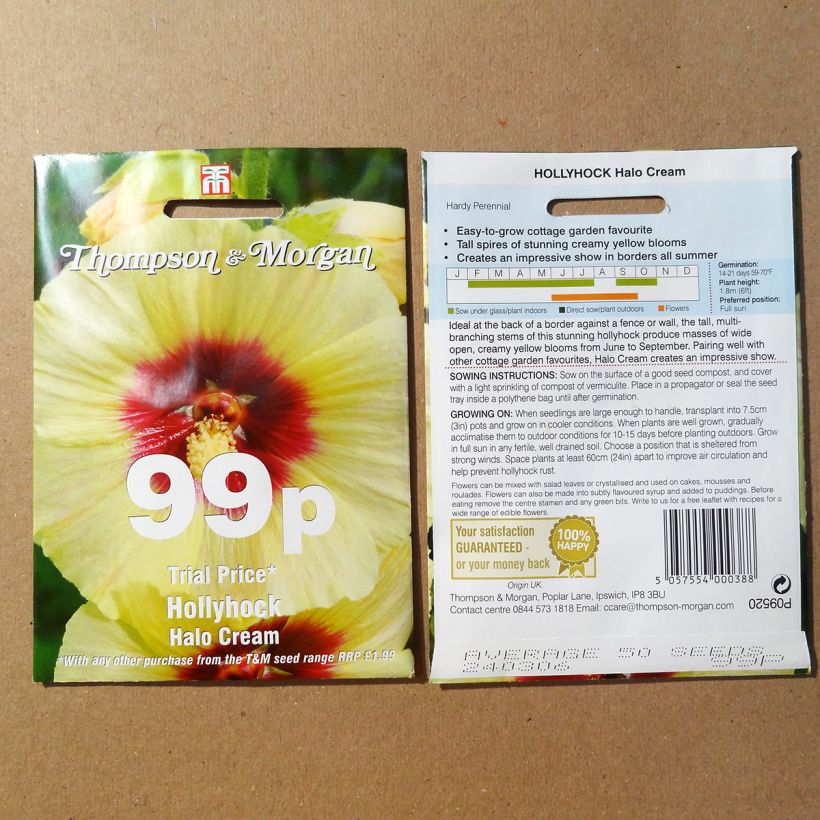 Thompson & Morgan
99p
Trial Price*
Hollyhock
Halo Cream
*With any other purchase from the T&M seed range RRP £1.99
HOLLYHOCK Halo Cream
Hardy Perennial
• Easy-to-grow cottage garden favourite
• Tall spires of stunning creamy yellow blooms
• Creates an impressive show in borders all summer
J F M A M J J A S O N D
Sow under glass/plant indoors Direct sow/plant outdoors Flowers
Germination:
14-21 days 59-70°F
Plant height:
1.8m (6ft)
Preferred position:
Full sun
Ideal at the back of a border against a fence or wall, the tall, multi-
branching stems of this stunning hollyhock produce masses of wide
open, creamy yellow blooms from June to September. Pairing well with
other cottage garden favourites, Halo Cream creates an impressive show.
SOWING INSTRUCTIONS: Sow on the surface of a good seed compost, and cover
with a light sprinkling of compost of vermiculite. Place in a propagator or seal the seed
tray inside a polythene bag until after germination.
GROWING ON: When seedlings are large enough to handle, transplant into 7.5cm
(3in) pots and grow on in cooler conditions. When plants are well grown, gradually
acclimatise them to outdoor conditions for 10-15 days before planting outdoors. Grow
in full sun in any fertile, well drained soil. Choose a position that is sheltered from
strong winds. Space plants at least 60cm (24in) apart to improve air circulation and
help prevent hollyhock rust.
Flowers can be mixed with salad leaves or crystallised and used on cakes, mousses and
roulades. Flowers can also be made into subtly flavoured syrup and added to puddings. Before
eating remove the centre stamen and any green bits. Write to us for a free leaflet with recipes for a
wide range of edible flowers.
Your satisfaction
GUARANTEED -
or your money back
100%
HAPPY
5 057554 000388
Origin UK.
Thompson & Morgan, Poplar Lane, Ipswich, IP8 3BU
Contact centre 0844 573 1818 Email: ccare@thompson-morgan.com
P09520
AVERAGE 50 SEEDS
99P